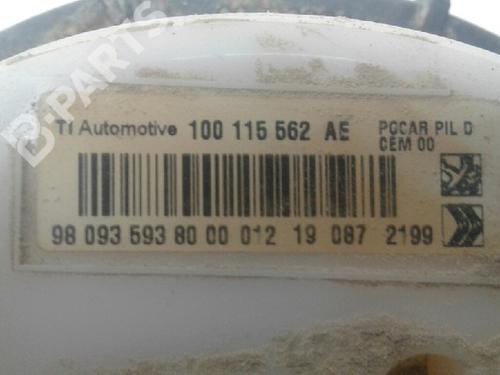 B-PARTS
TI Automotive 100 115 562 AE
PGCAR PIL D
CEM 00
98 093 593 80 00 012 19 087 2199